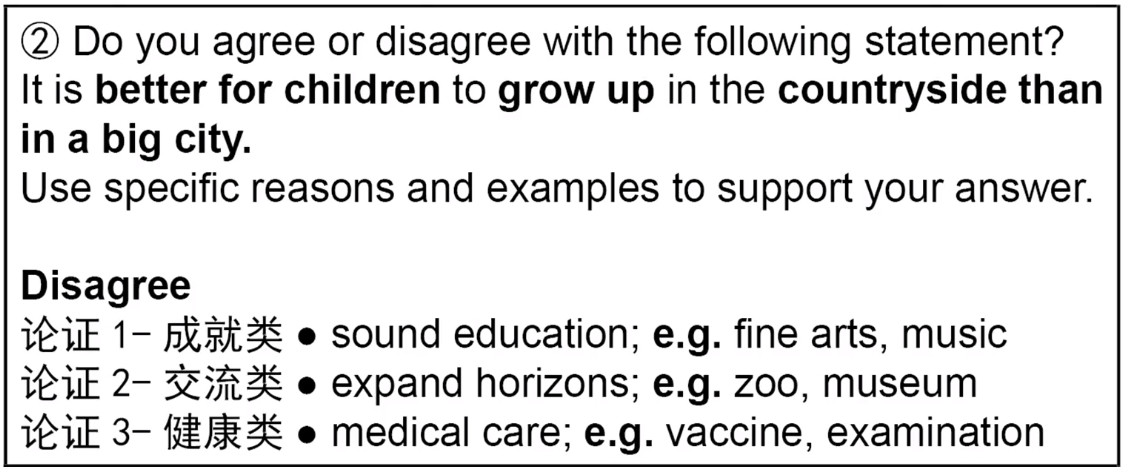 ② Do you agree or disagree with the following statement?
It is better for children to grow up in the countryside than
in a big city.
Use specific reasons and examples to support your answer.
Disagree
论证 1- 成就类 ● sound education; e.g. fine arts, music
论证 2- 交流类 ● expand horizons; e.g. zoo, museum
论证 3- 健康类 ● medical care; e.g. vaccine, examination